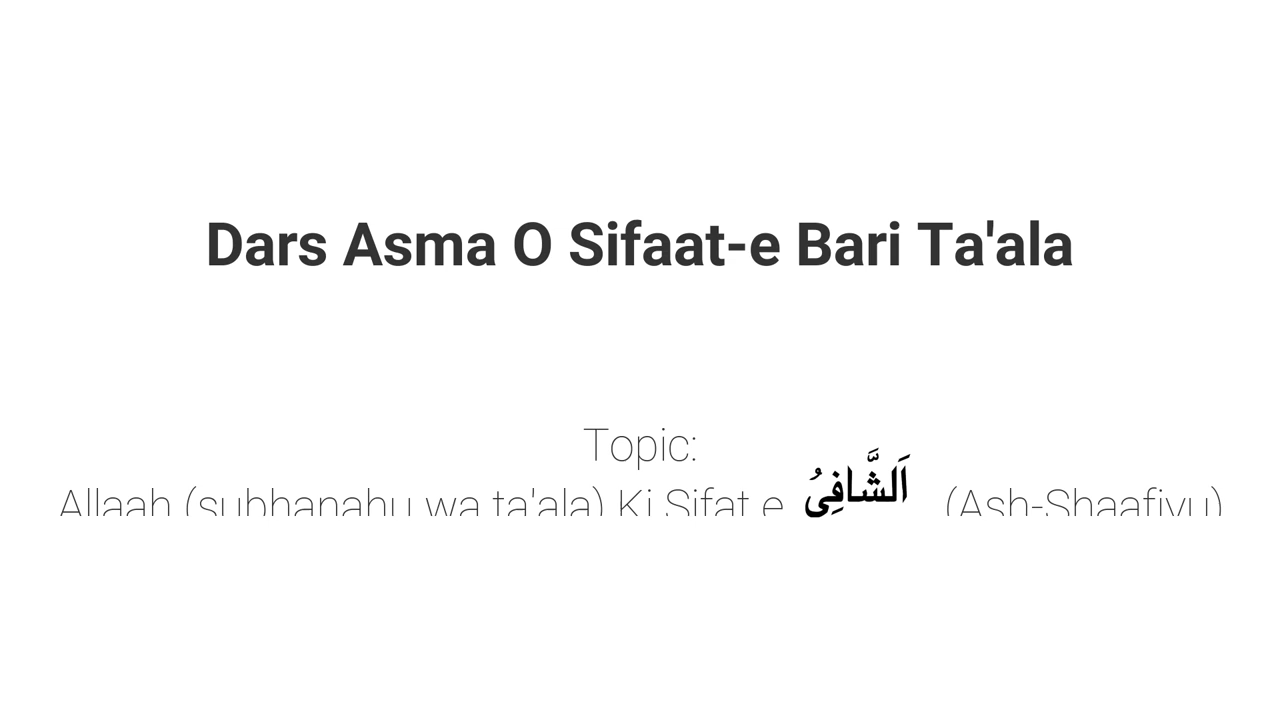 Dars Asma O Sifaat-e Bari Ta'ala
Topic:
Allaah (subhanahu wa ta'ala) Ki Sifat e اَلشَّافِیُ (Ash-Shaafiyu)